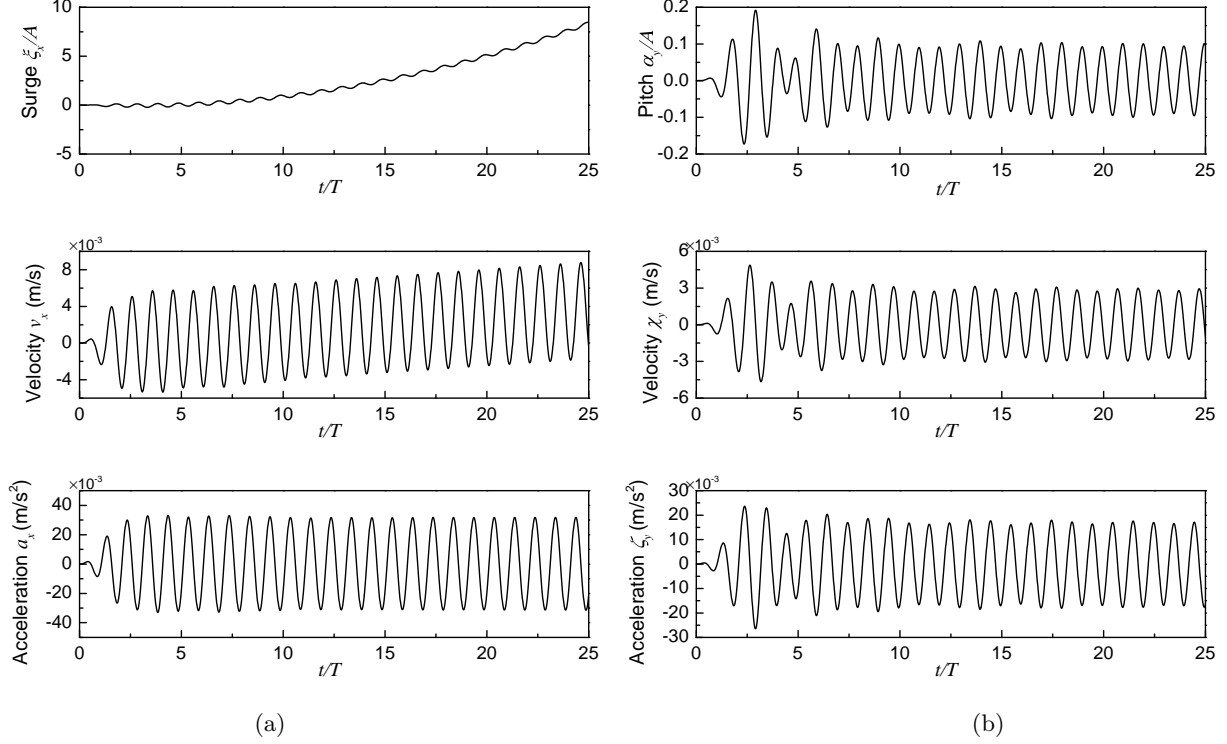 10
5
0
-5
0 5 10 15 20 25
Surge ξx/A
t/T
×10-3
8
4
0
-4
0 5 10 15 20 25
Velocity vx (m/s)
t/T
×10-3
40
20
0
-20
-40
0 5 10 15 20 25
Acceleration ax (m/s2)
t/T
(a)
0.2
0.1
0.0
-0.1
-0.2
0 5 10 15 20 25
Pitch αy/A
t/T
×10-3
6
3
0
-3
-6
0 5 10 15 20 25
Velocity χy (m/s)
t/T
×10-3
30
20
10
0
-10
-20
-30
0 5 10 15 20 25
Acceleration ζy (m/s2)
t/T
(b)